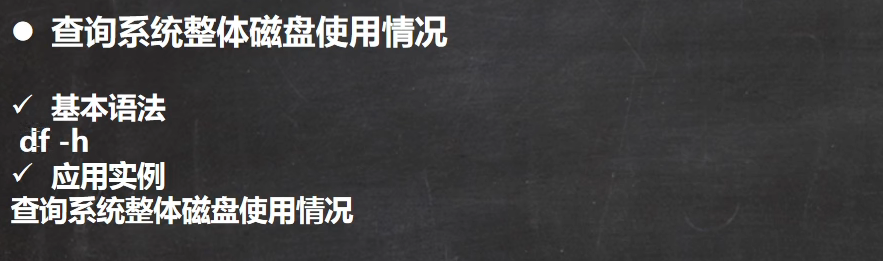 ● 查询系统整体磁盘使用情况
✓ 基本语法
df -h
✓ 应用实例
查询系统整体磁盘使用情况